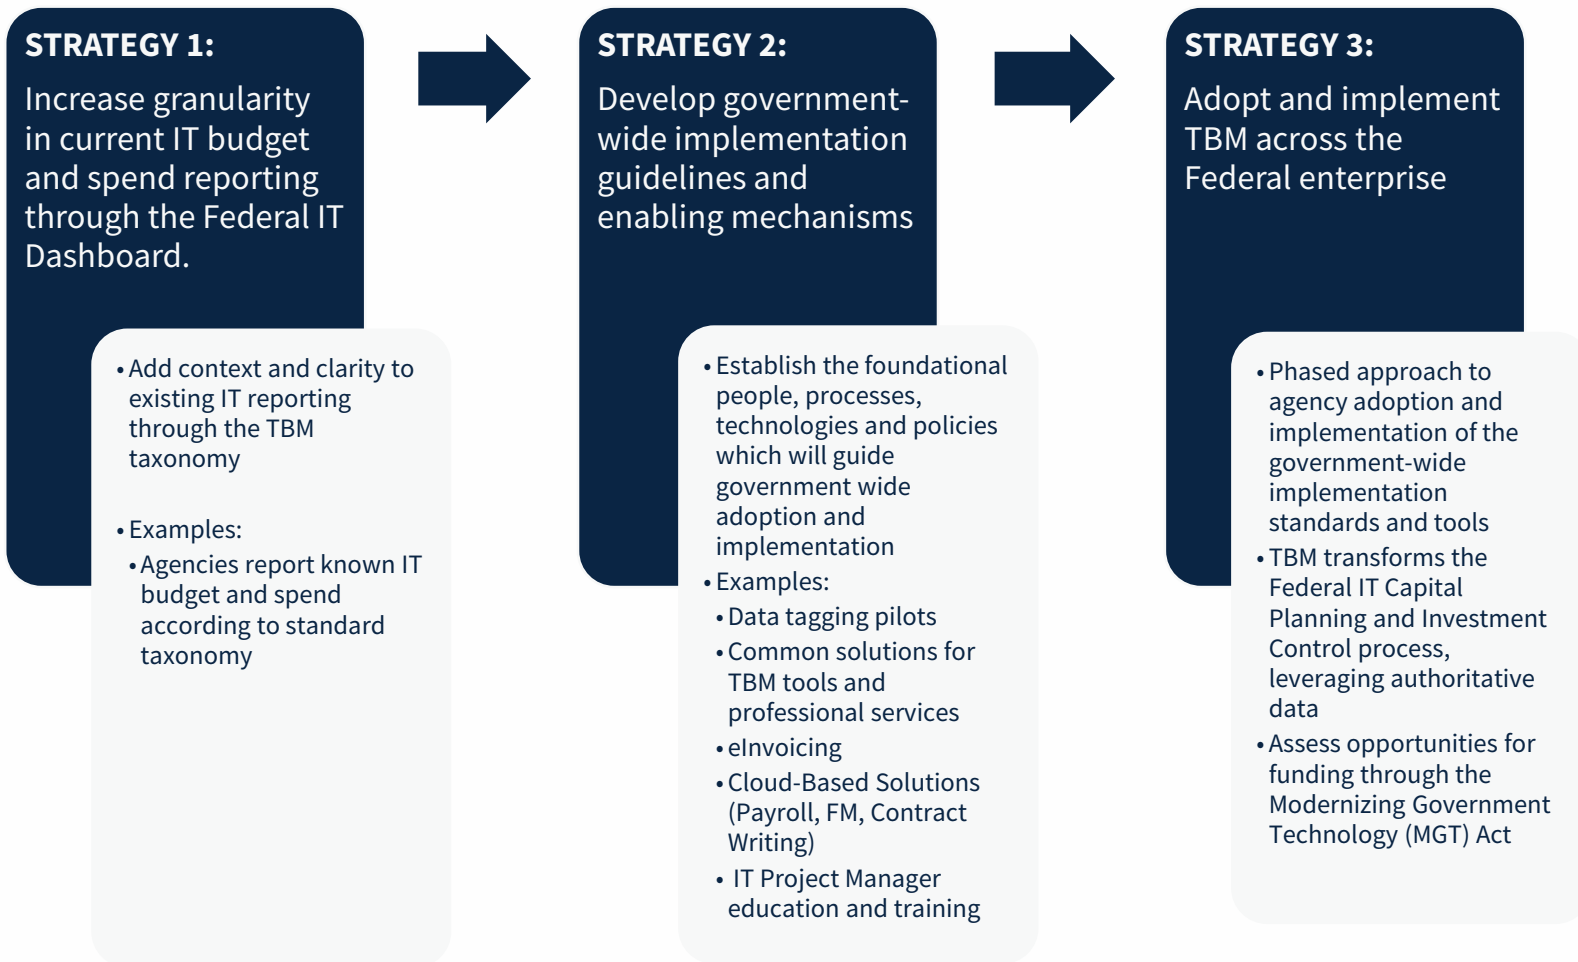 STRATEGY 1:
Increase granularity
in current IT budget
and spend reporting
through the Federal IT
Dashboard.
• Add context and clarity to
existing IT reporting
through the TBM
taxonomy
• Examples:
• Agencies report known IT
budget and spend
according to standard
taxonomy
STRATEGY 2:
Develop government-
wide implementation
guidelines and
enabling mechanisms
• Establish the foundational
people, processes,
technologies and policies
which will guide
government wide
adoption and
implementation
• Examples:
• Data tagging pilots
• Common solutions for
TBM tools and
professional services
• eInvoicing
• Cloud-Based Solutions
(Payroll, FM, Contract
Writing)
• IT Project Manager
education and training
STRATEGY 3:
Adopt and implement
TBM across the
Federal enterprise
• Phased approach to
agency adoption and
implementation of the
government-wide
implementation
standards and tools
• TBM transforms the
Federal IT Capital
Planning and Investment
Control process,
leveraging authoritative
data
• Assess opportunities for
funding through the
Modernizing Government
Technology (MGT) Act